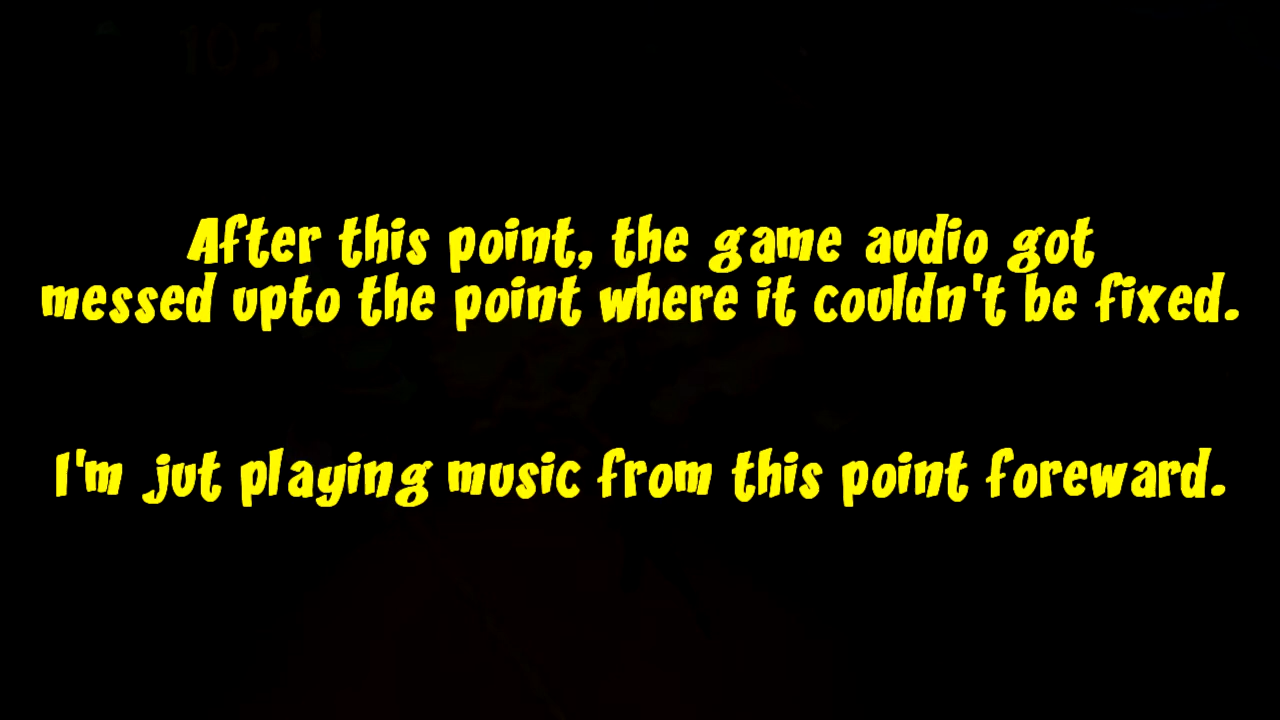 After this point, the game audio got
messed upto the point where it couldn't be fixed.
I'm jut playing music from this point foreward.